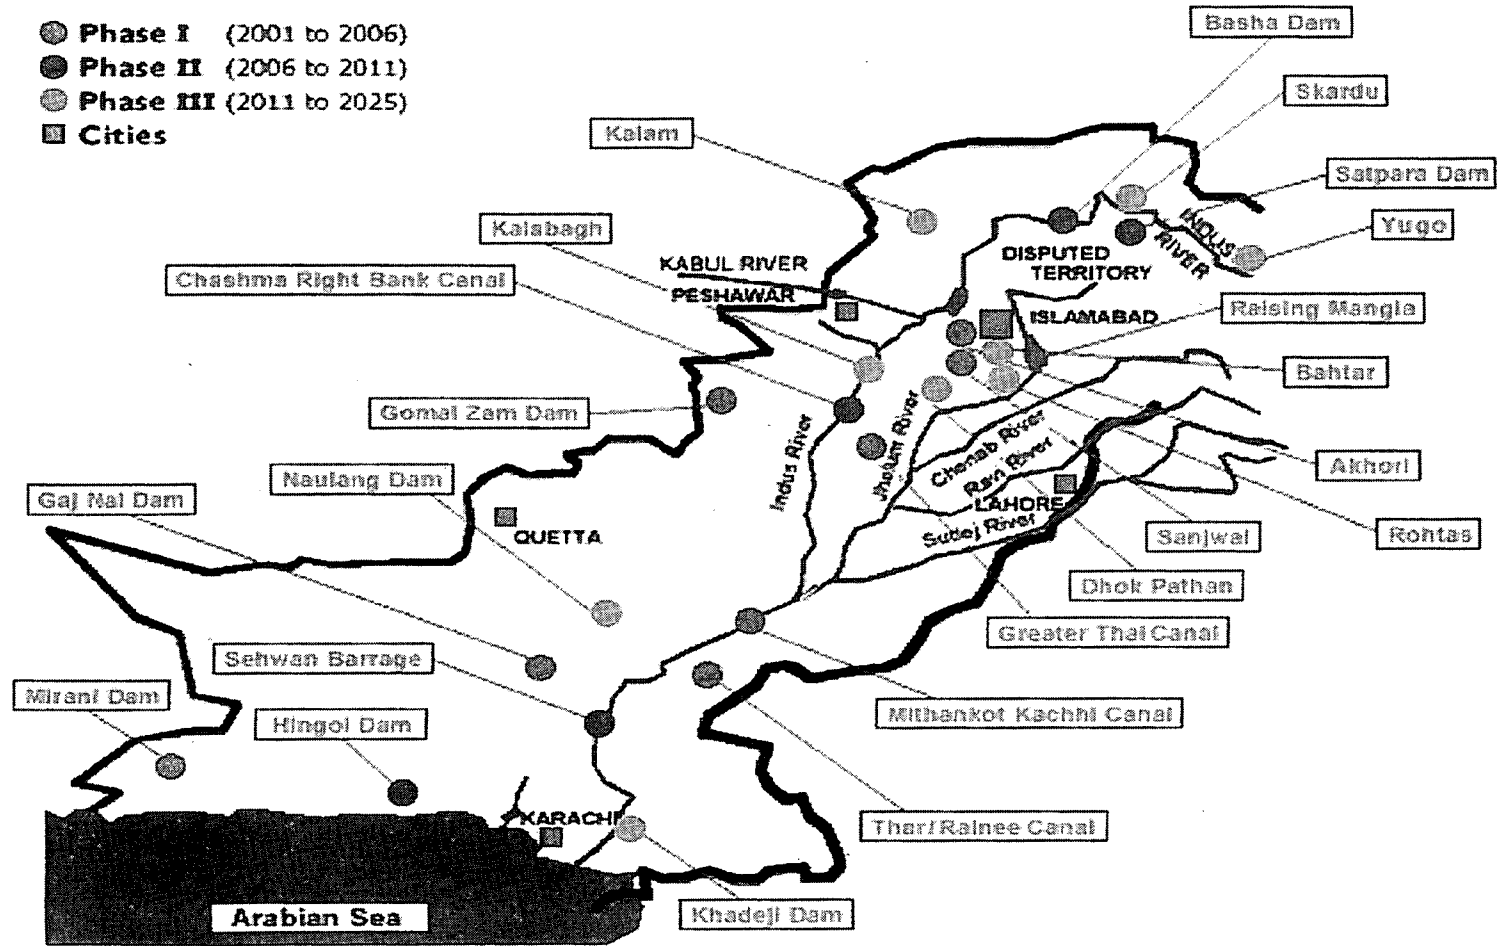 Phase I (2001 to 2006)
Phase II (2006 to 2011)
Phase III (2011 to 2025)
Cities
Basha Dam
Skardu
Kalam
Satpara Dam
Yugo
Kalabagh
INDUS
RIVER
DISPUTED
TERRITORY
KABUL RIVER
Chashma Right Bank Canal
PESHAWAR
ISLAMABAD
Raising Mangla
Bahtar
Gomal Zam Dam
Indus River
Jhelum River
Chenab River
Ravi River
Akhori
Naulang Dam
Gaj Nai Dam
LAHORE
Sutlej River
QUETTA
Sanjwal
Rohtas
Dhok Pathan
Greater Thal Canal
Sehwan Barrage
Mirani Dam
Hingol Dam
Mithankot Kachhi Canal
KARACHI
Thar/Rainee Canal
Khadeji Dam
Arabian Sea